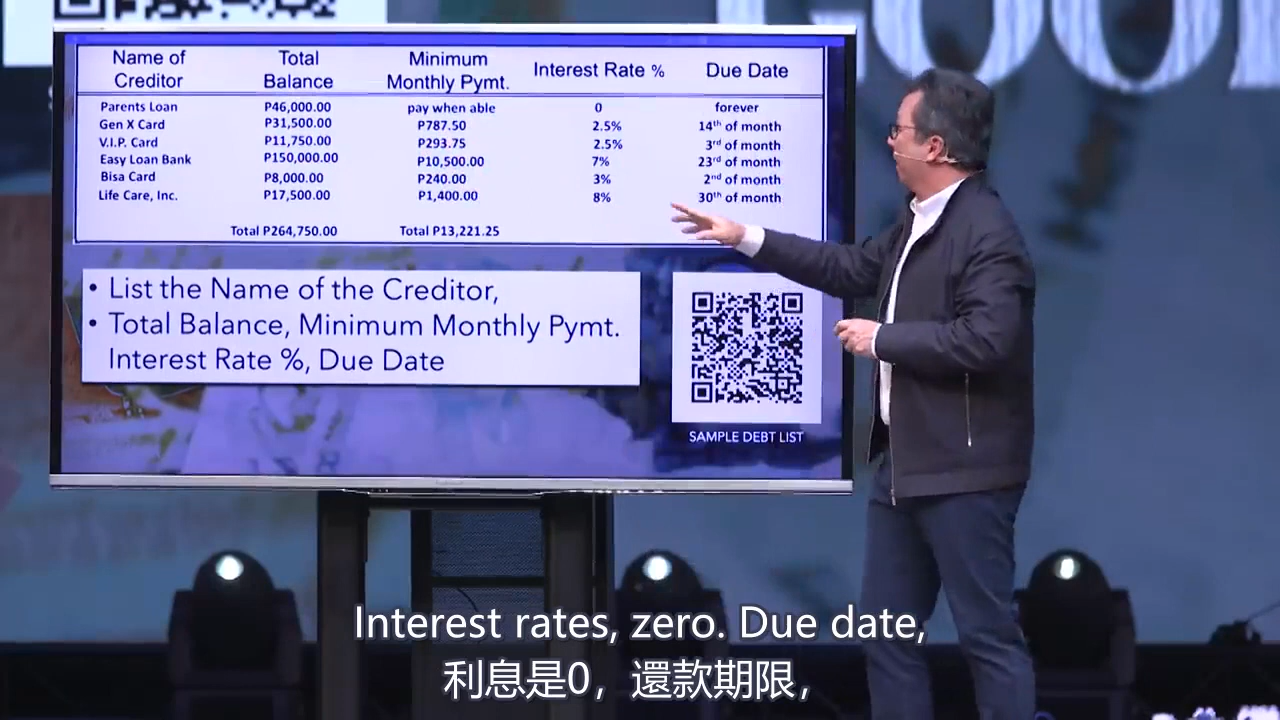 Name of Creditor Total Balance Minimum Monthly Pymt. Interest Rate % Due Date
Parents Loan P46,000.00 pay when able 0 forever
Gen X Card P31,500.00 P787.50 2.5% 14th of month
V.I.P. Card P11,750.00 P293.75 2.5% 3rd of month
Easy Loan Bank P150,000.00 P10,500.00 7% 23rd of month
Bisa Card P8,000.00 P240.00 3% 2nd of month
Life Care, Inc. P17,500.00 P1,400.00 8% 30th of month
Total P264,750.00 Total P13,221.25
• List the Name of the Creditor,
• Total Balance, Minimum Monthly Pymt.
Interest Rate %, Due Date
SAMPLE DEBT LIST
Interest rates, zero. Due date,
利息是0，還款期限，